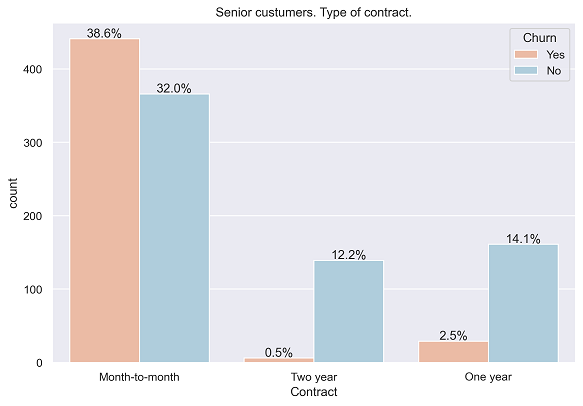 Senior custumers. Type of contract.
Churn
Yes
No
38.6%
32.0%
0.5%
12.2%
2.5%
14.1%
count
400
300
200
100
0
Month-to-month
Two year
One year
Contract